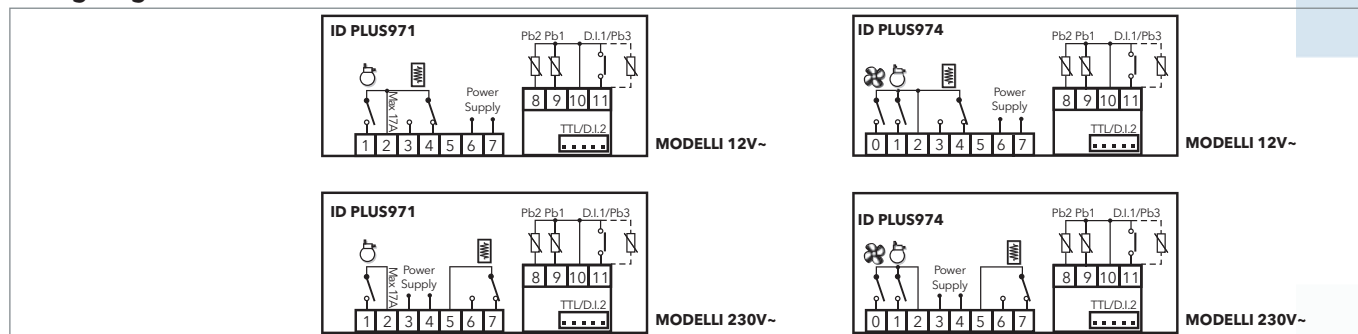 ID PLUS971
Pb2 Pb1 D.I.1/Pb3
Max 17A
Power
Supply
8 9 10 11
TTL/D.I.2
1 2 3 4 5 6 7
MODELLI 12V~
ID PLUS974
Pb2 Pb1 D.I.1/Pb3
Power
Supply
8 9 10 11
TTL/D.I.2
0 1 2 3 4 5 6 7
MODELLI 12V~
ID PLUS971
Pb2 Pb1 D.I.1/Pb3
Max 17A
Power
Supply
8 9 10 11
TTL/D.I.2
1 2 3 4 5 6 7
MODELLI 230V~
ID PLUS974
Pb2 Pb1 D.I.1/Pb3
Power
Supply
8 9 10 11
TTL/D.I.2
0 1 2 3 4 5 6 7
MODELLI 230V~